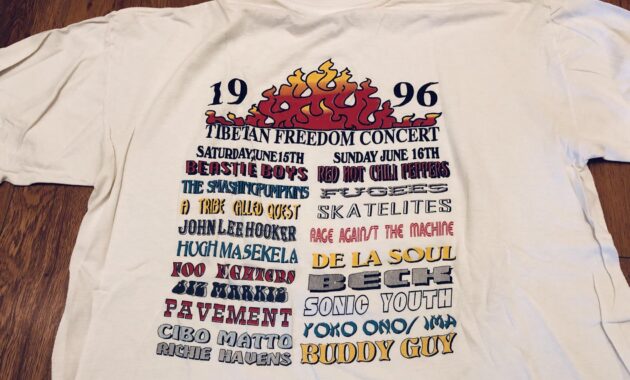 19 96
TIBETAN FREEDOM CONCERT
SATURDAY, JUNE 15TH
BEASTIE BOYS
THE SMASHING PUMPKINS
A TRIBE CALLED QUEST
JOHN LEE HOOKER
HUGH MASEKELA
FOO FIGHTERS
BIZ MARKIE
PAVEMENT
CIBO MATTO
RICHIE HAVENS
SUNDAY JUNE 16TH
RED HOT CHILI PEPPERS
FUGEES
SKATELITES
RAGE AGAINST THE MACHINE
DE LA SOUL
BECK
SONIC YOUTH
YOKO ONO/ IMA
BUDDY GUY